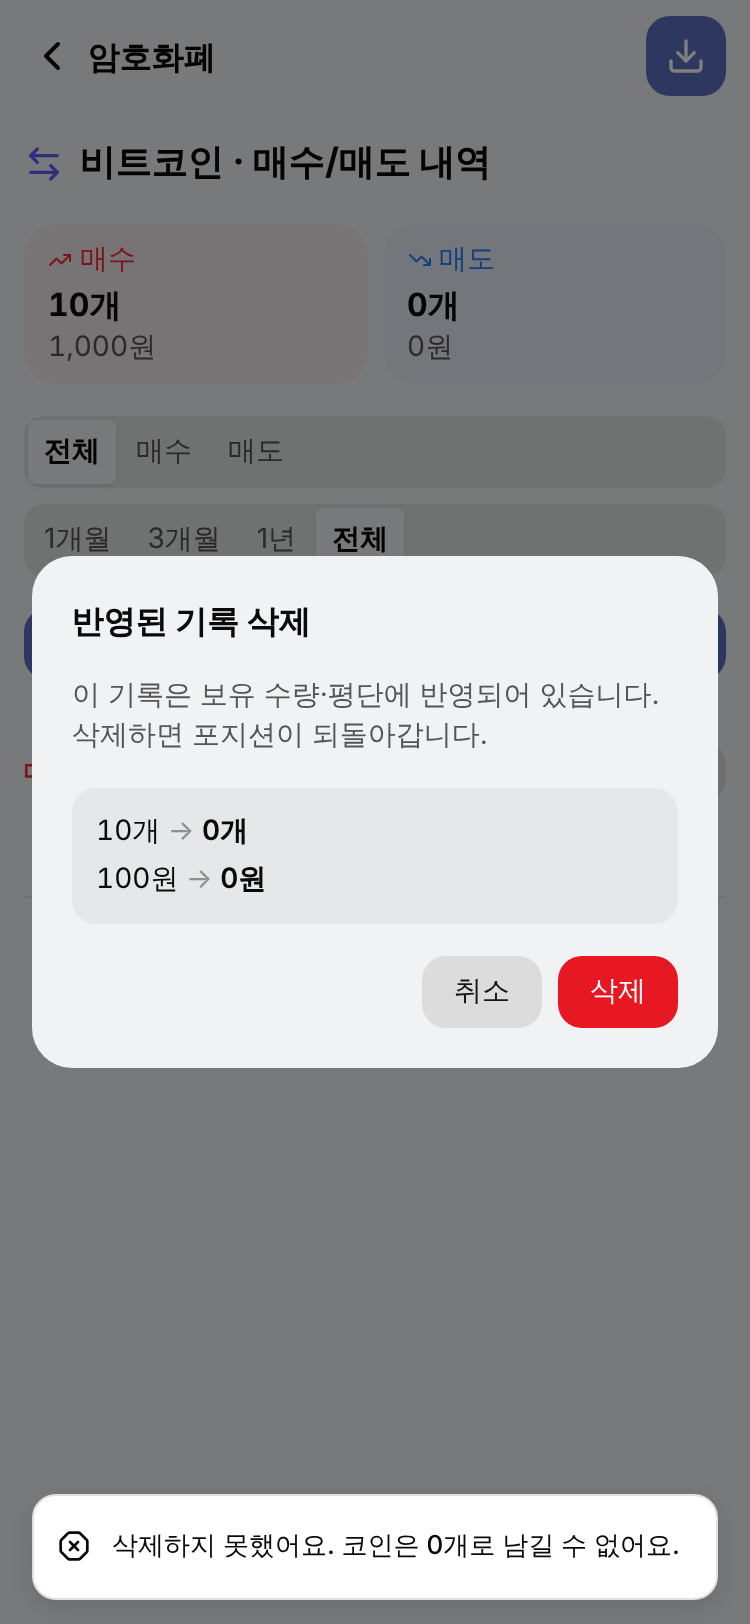 암호화폐
비트코인 · 매수/매도 내역
매수
10개
1,000원
매도
0개
0원
전체 매수 매도
1개월 3개월 1년 전체
반영된 기록 삭제
이 기록은 보유 수량·평단에 반영되어 있습니다.
삭제하면 포지션이 되돌아갑니다.
10개 → 0개
100원 → 0원
취소 삭제
삭제하지 못했어요. 코인은 0개로 남길 수 없어요.